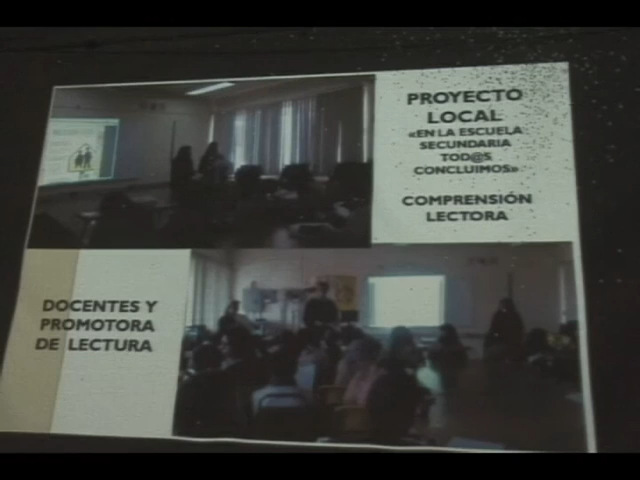 PROYECTO
LOCAL
«EN LA ESCUELA
SECUNDARIA
TOD@S
CONCLUIMOS»
COMPRENSIÓN
LECTORA
DOCENTES Y
PROMOTORA
DE LECTURA